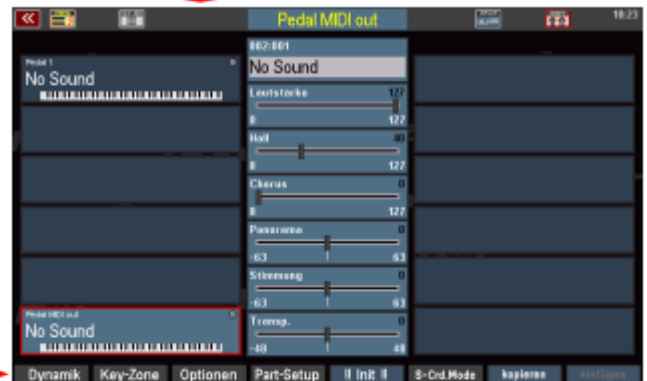 Pedal MIDI out
18:23
Pedal 1
No Sound
002:001
No Sound
Lautstarke 127
0 127
Hall 40
0 127
Chorus 0
0 127
Panorama 0
-63 63
Stimmung 0
-63 63
Transp. 0
-48 48
Pedal MIDI out
No Sound
Dynamik Key-Zone Optionen Part-Setup !! Init !! S-Crd.Mode kopieren einfügen